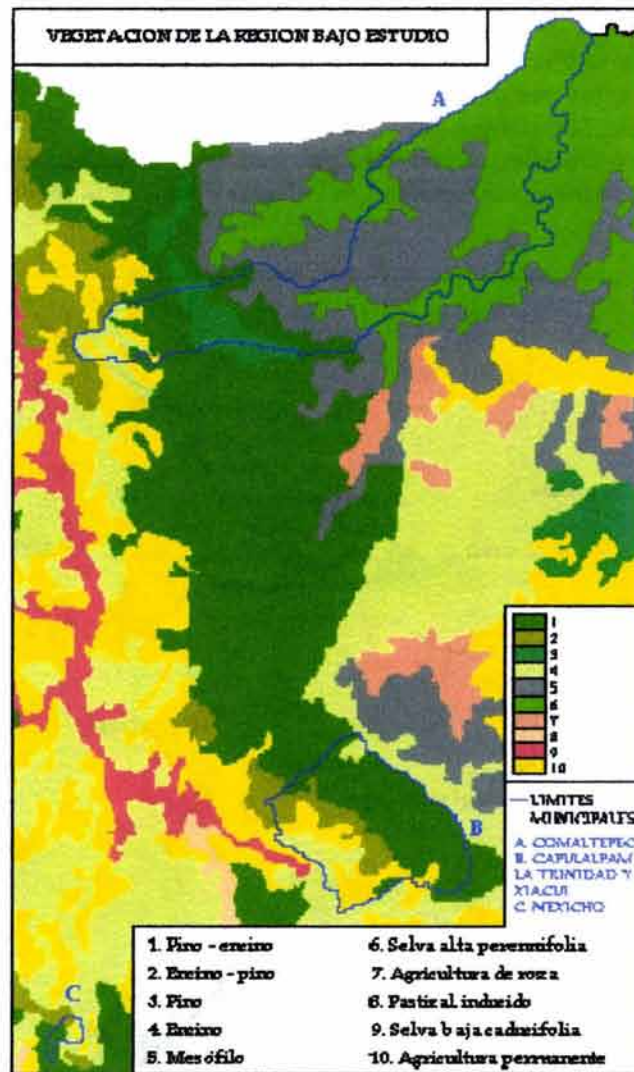 VEGETACION DE LA REGION BAJO ESTUDIO
A
1
2
3
4
5
6
7
8
9
10
LIMITES
MUNICIPALES
A. COMALTEPEC
B. CAPULALPAM
LA TRINIDAD Y
XIACUI
C. NEXICHO
B
C
1. Pino - encino
2. Encino - pino
3. Pino
4. Encino
5. Mesófilo
6. Selva alta perennifolia
7. Agricultura de roza
8. Pastizal inducido
9. Selva baja caducifolia
10. Agricultura permanente